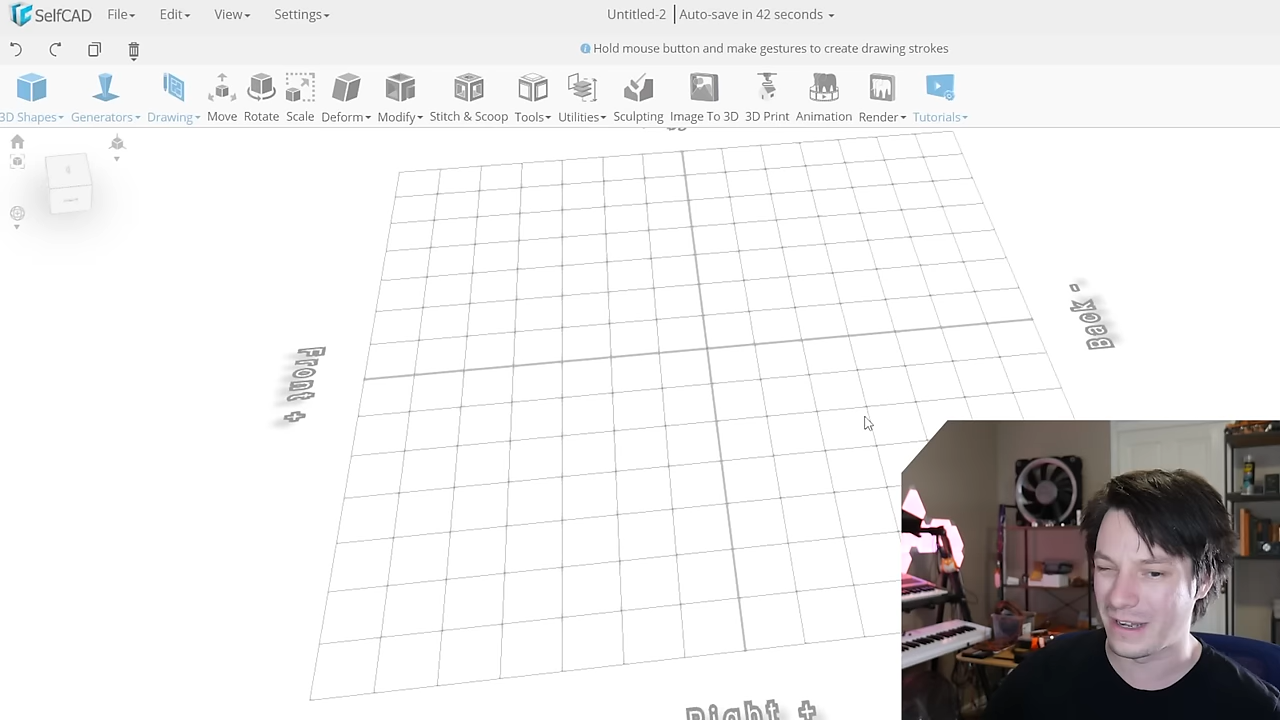 SelfCAD File Edit View Settings Untitled-2 Auto-save in 42 seconds
Hold mouse button and make gestures to create drawing strokes
3D Shapes Generators Drawing Move Rotate Scale Deform Modify Stitch & Scoop Tools Utilities Sculpting Image To 3D 3D Print Animation Render Tutorials
Front +
Back -
Right +